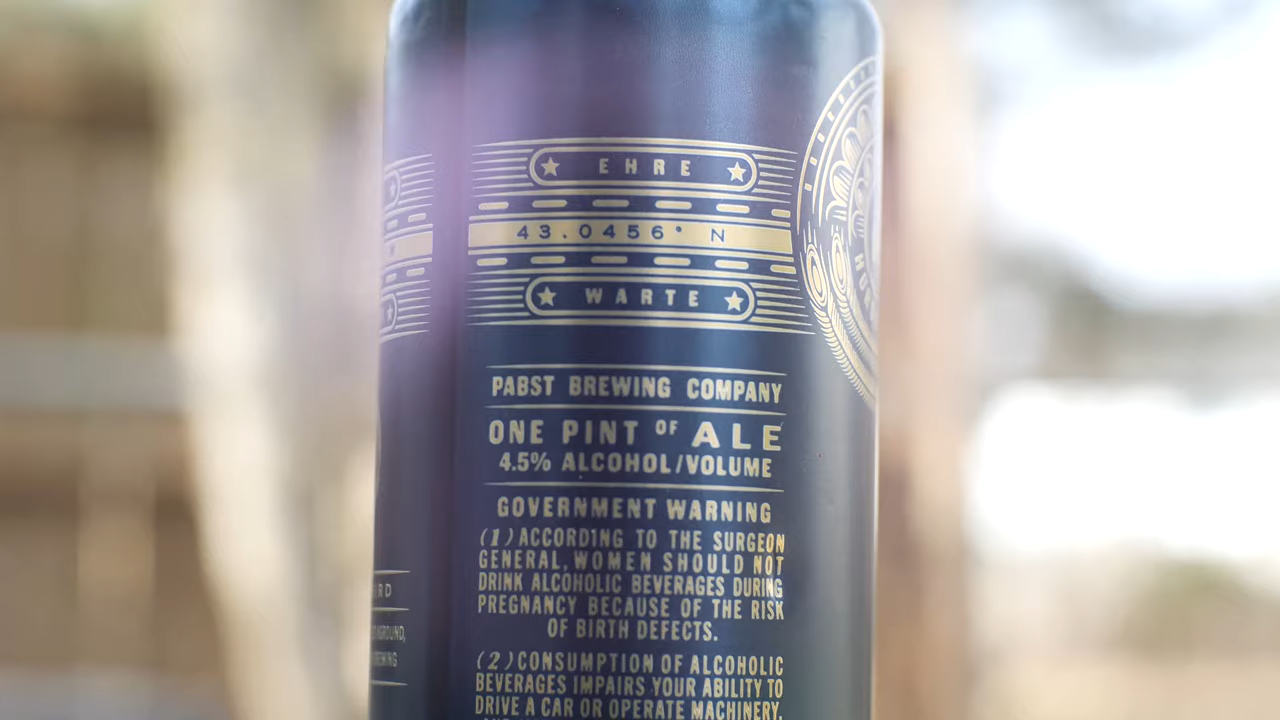 EHRE
43.0456° N
WARTE
PABST BREWING COMPANY
ONE PINT OF ALE
4.5% ALCOHOL/VOLUME
GOVERNMENT WARNING
(1) ACCORDING TO THE SURGEON
GENERAL, WOMEN SHOULD NOT
DRINK ALCOHOLIC BEVERAGES DURING
PREGNANCY BECAUSE OF THE RISK
OF BIRTH DEFECTS.
(2) CONSUMPTION OF ALCOHOLIC
BEVERAGES IMPAIRS YOUR ABILITY TO
DRIVE A CAR OR OPERATE MACHINERY,